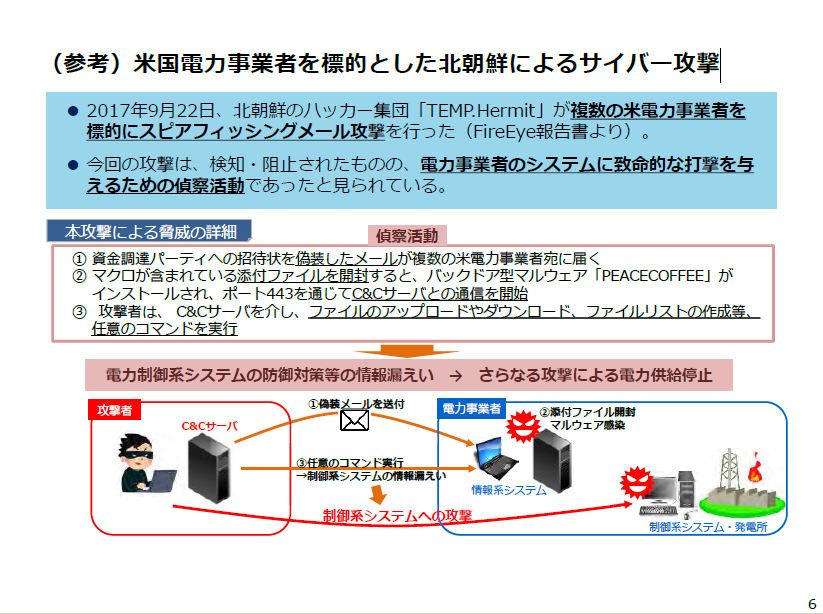 （参考）米国電力事業者を標的とした北朝鮮によるサイバー攻撃
● 2017年9月22日、北朝鮮のハッカー集団「TEMP.Hermit」が複数の米電力事業者を
標的にスピアフィッシングメール攻撃を行った（FireEye報告書より）。
● 今回の攻撃は、検知・阻止されたものの、電力事業者のシステムに致命的な打撃を与
えるための偵察活動であったと見られている。
本攻撃による脅威の詳細
偵察活動
① 資金調達パーティへの招待状を偽装したメールが複数の米電力事業者宛に届く
② マクロが含まれている添付ファイルを開封すると、バックドア型マルウェア「PEACECOFFEE」が
インストールされ、ポート443を通じてC&Cサーバとの通信を開始
③ 攻撃者は、C&Cサーバを介し、ファイルのアップロードやダウンロード、ファイルリストの作成等、
任意のコマンドを実行
電力制御系システムの防御対策等の情報漏えい → さらなる攻撃による電力供給停止
攻撃者
C&Cサーバ
①偽装メールを送付
電力事業者
②添付ファイル開封
マルウェア感染
③任意のコマンド実行
→制御系システムの情報漏えい
情報系システム
制御系システムへの攻撃
制御系システム・発電所
6